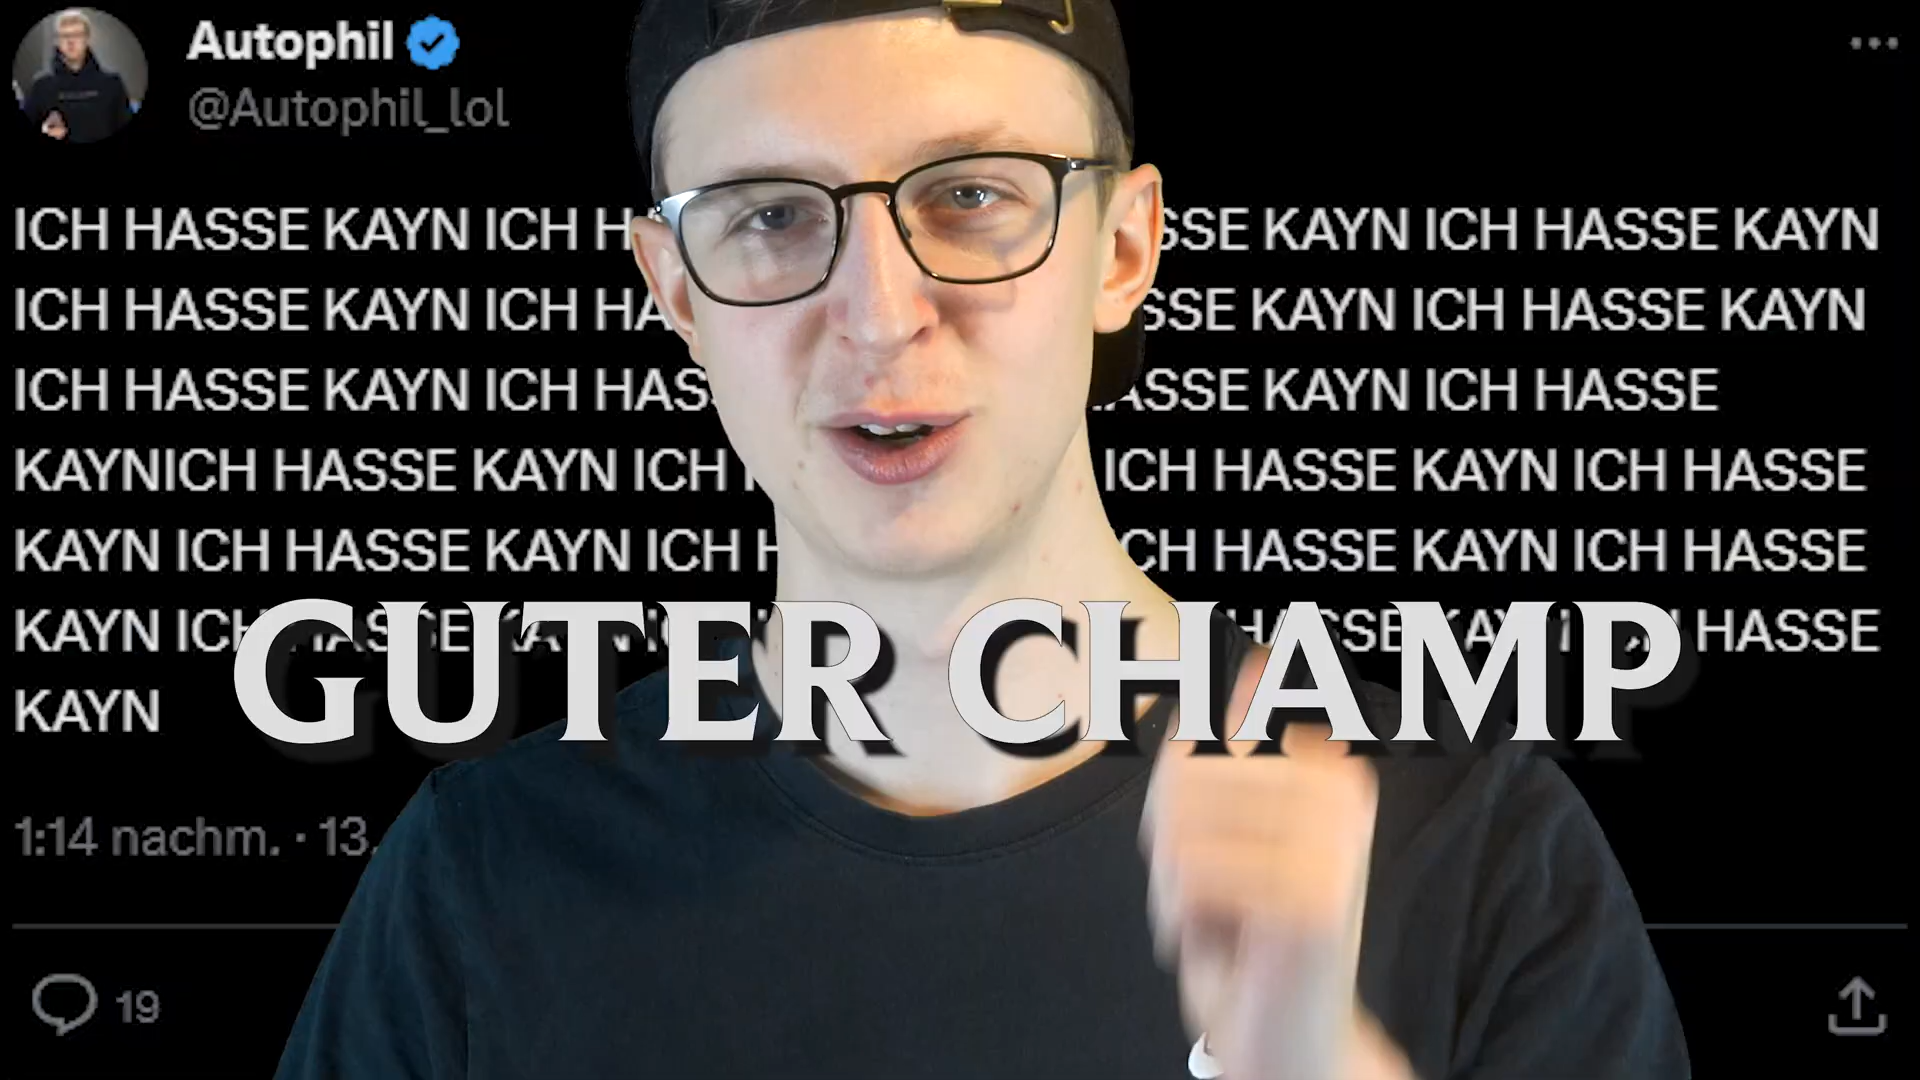 Autophil
@Autophil_lol
ICH HASSE KAYN ICH SSE KAYN ICH HASSE KAYN
ICH HASSE KAYN ICH SSE KAYN ICH HASSE KAYN
ICH HASSE KAYN ICH HASSE KAYN ICH HASSE
KAYNICH HASSE KAYN ICH ICH HASSE KAYN ICH HASSE
KAYN ICH HASSE KAYN ICH CH HASSE KAYN ICH HASSE
KAYN ICH HASSE HASSE
GUTER CHAMP
KAYN
1:14 nachm. · 13.
19